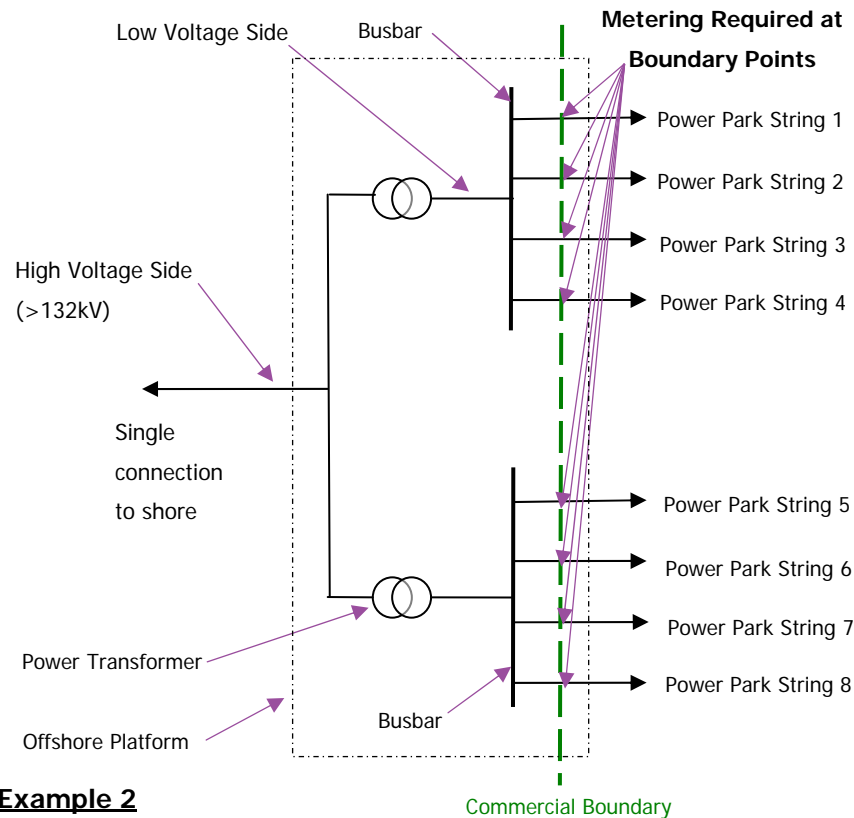 Metering Required at
Boundary Points
Low Voltage Side
Busbar
Power Park String 1
Power Park String 2
Power Park String 3
Power Park String 4
High Voltage Side
(>132kV)
Single
connection
to shore
Power Park String 5
Power Park String 6
Power Park String 7
Power Park String 8
Power Transformer
Busbar
Offshore Platform
Example 2
Commercial Boundary